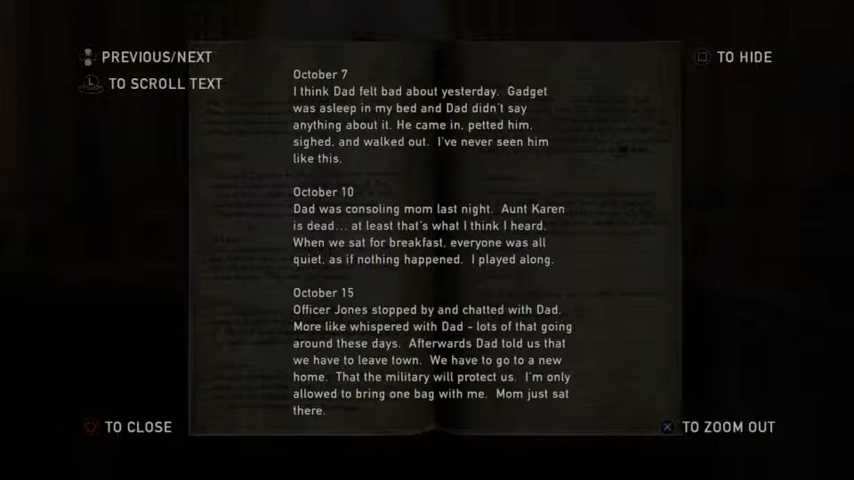 PREVIOUS/NEXT
L TO SCROLL TEXT
TO HIDE
October 7
I think Dad felt bad about yesterday. Gadget
was asleep in my bed and Dad didn't say
anything about it. He came in, petted him,
sighed, and walked out. I've never seen him
like this.
October 10
Dad was consoling mom last night. Aunt Karen
is dead... at least that's what I think I heard.
When we sat for breakfast, everyone was all
quiet, as if nothing happened. I played along.
October 15
Officer Jones stopped by and chatted with Dad.
More like whispered with Dad - lots of that going
around these days. Afterwards Dad told us that
we have to leave town. We have to go to a new
home. That the military will protect us. I'm only
allowed to bring one bag with me. Mom just sat
there.
TO CLOSE
TO ZOOM OUT